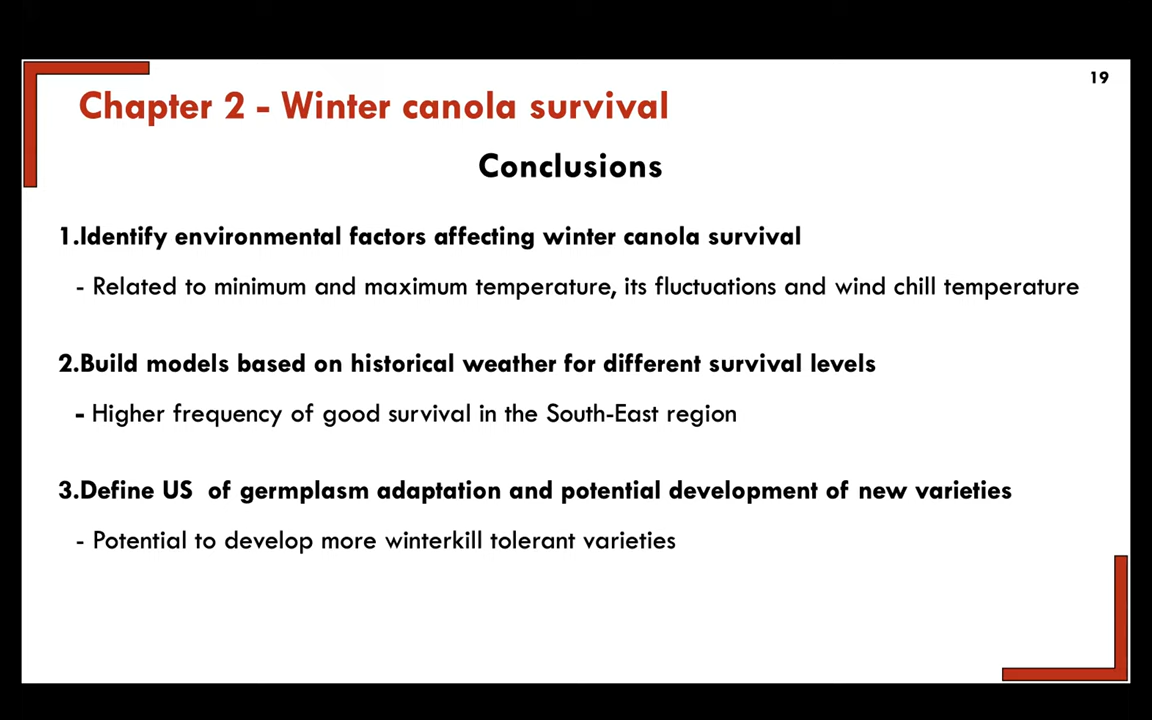 19
Chapter 2 - Winter canola survival
Conclusions
1.Identify environmental factors affecting winter canola survival
- Related to minimum and maximum temperature, its fluctuations and wind chill temperature
2.Build models based on historical weather for different survival levels
- Higher frequency of good survival in the South-East region
3.Define US of germplasm adaptation and potential development of new varieties
- Potential to develop more winterkill tolerant varieties